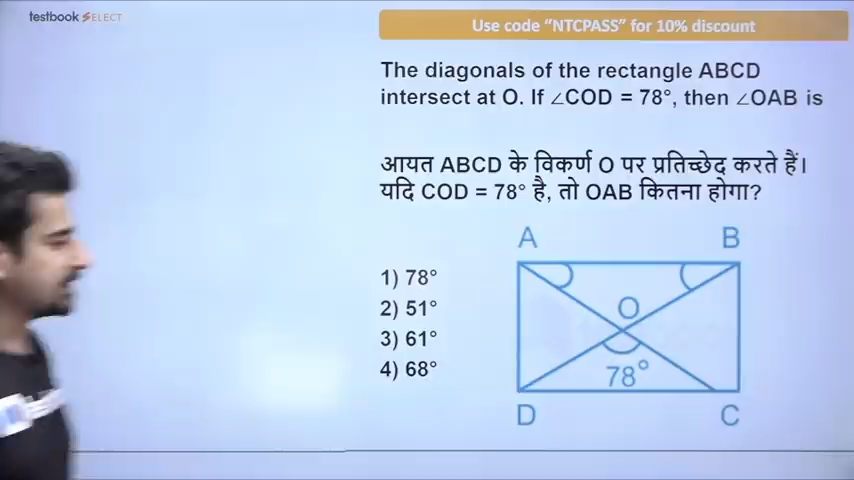 testbook SELECT
Use code “NTCPASS” for 10% discount
The diagonals of the rectangle ABCD
intersect at O. If ∠COD = 78°, then ∠OAB is
आयत ABCD के विकर्ण O पर प्रतिच्छेद करते हैं।
यदि COD = 78° है, तो OAB कितना होगा?
1) 78°
2) 51°
3) 61°
4) 68°
A B
O
78°
D C